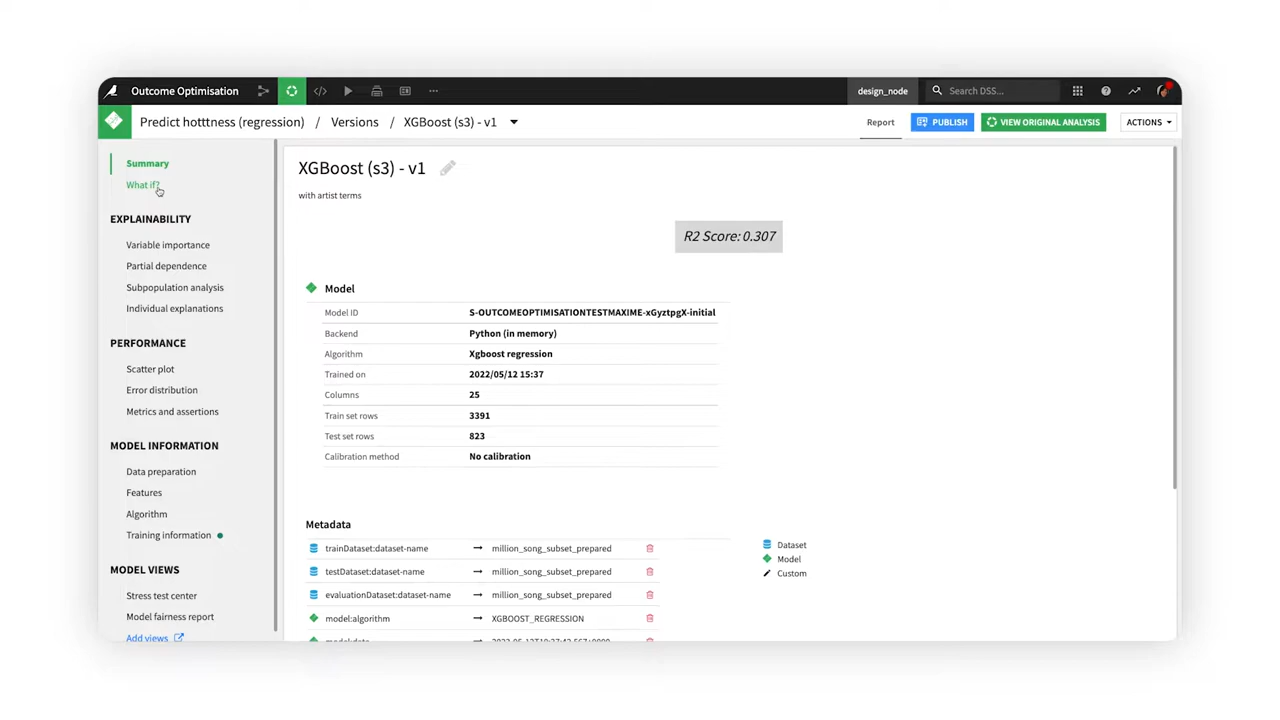 Outcome Optimisation
design_node
Search DSS...
Predict hotttness (regression) / Versions / XGBoost (s3) - v1
Report
PUBLISH
VIEW ORIGINAL ANALYSIS
ACTIONS
Summary
What if?
EXPLAINABILITY
Variable importance
Partial dependence
Subpopulation analysis
Individual explanations
PERFORMANCE
Scatter plot
Error distribution
Metrics and assertions
MODEL INFORMATION
Data preparation
Features
Algorithm
Training information
MODEL VIEWS
Stress test center
Model fairness report
Add views
XGBoost (s3) - v1
with artist terms
R2 Score: 0.307
Model
Model ID S-OUTCOMEOPTIMISATIONTESTMAXIME-xGyztpgX-initial
Backend Python (in memory)
Algorithm Xgboost regression
Trained on 2022/05/12 15:37
Columns 25
Train set rows 3391
Test set rows 823
Calibration method No calibration
Metadata
trainDataset:dataset-name → million_song_subset_prepared
testDataset:dataset-name → million_song_subset_prepared
evaluationDataset:dataset-name → million_song_subset_prepared
model:algorithm → XGBOOST_REGRESSION
Dataset
Model
Custom